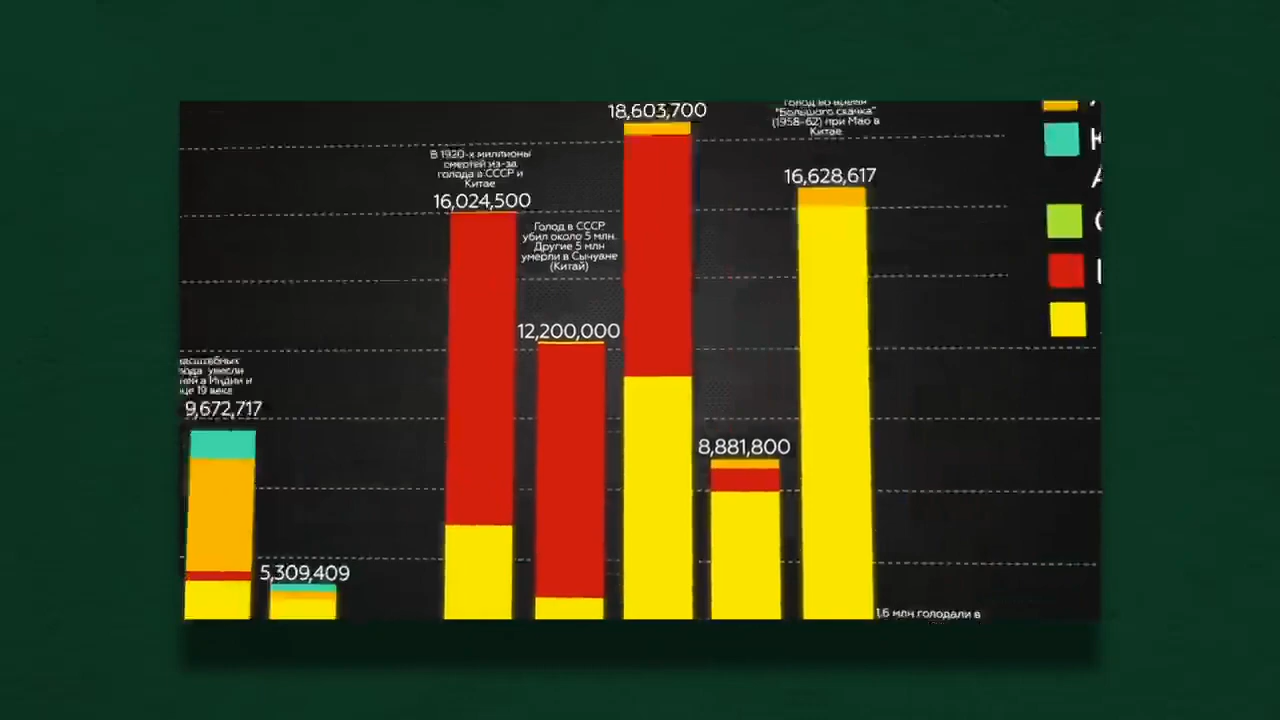 18,603,700
"Большого скачка"
(1958-62) при Мао в
Китае
16,628,617
В 1920-х миллионы
смертей из-за
голода в СССР и
Китае
16,024,500
Голод в СССР
убил около 5 млн.
Другие 5 млн
умерли в Сычуане
(Китай)
12,200,000
9,672,717
8,881,800
5,309,409
1.6 млн голодали в